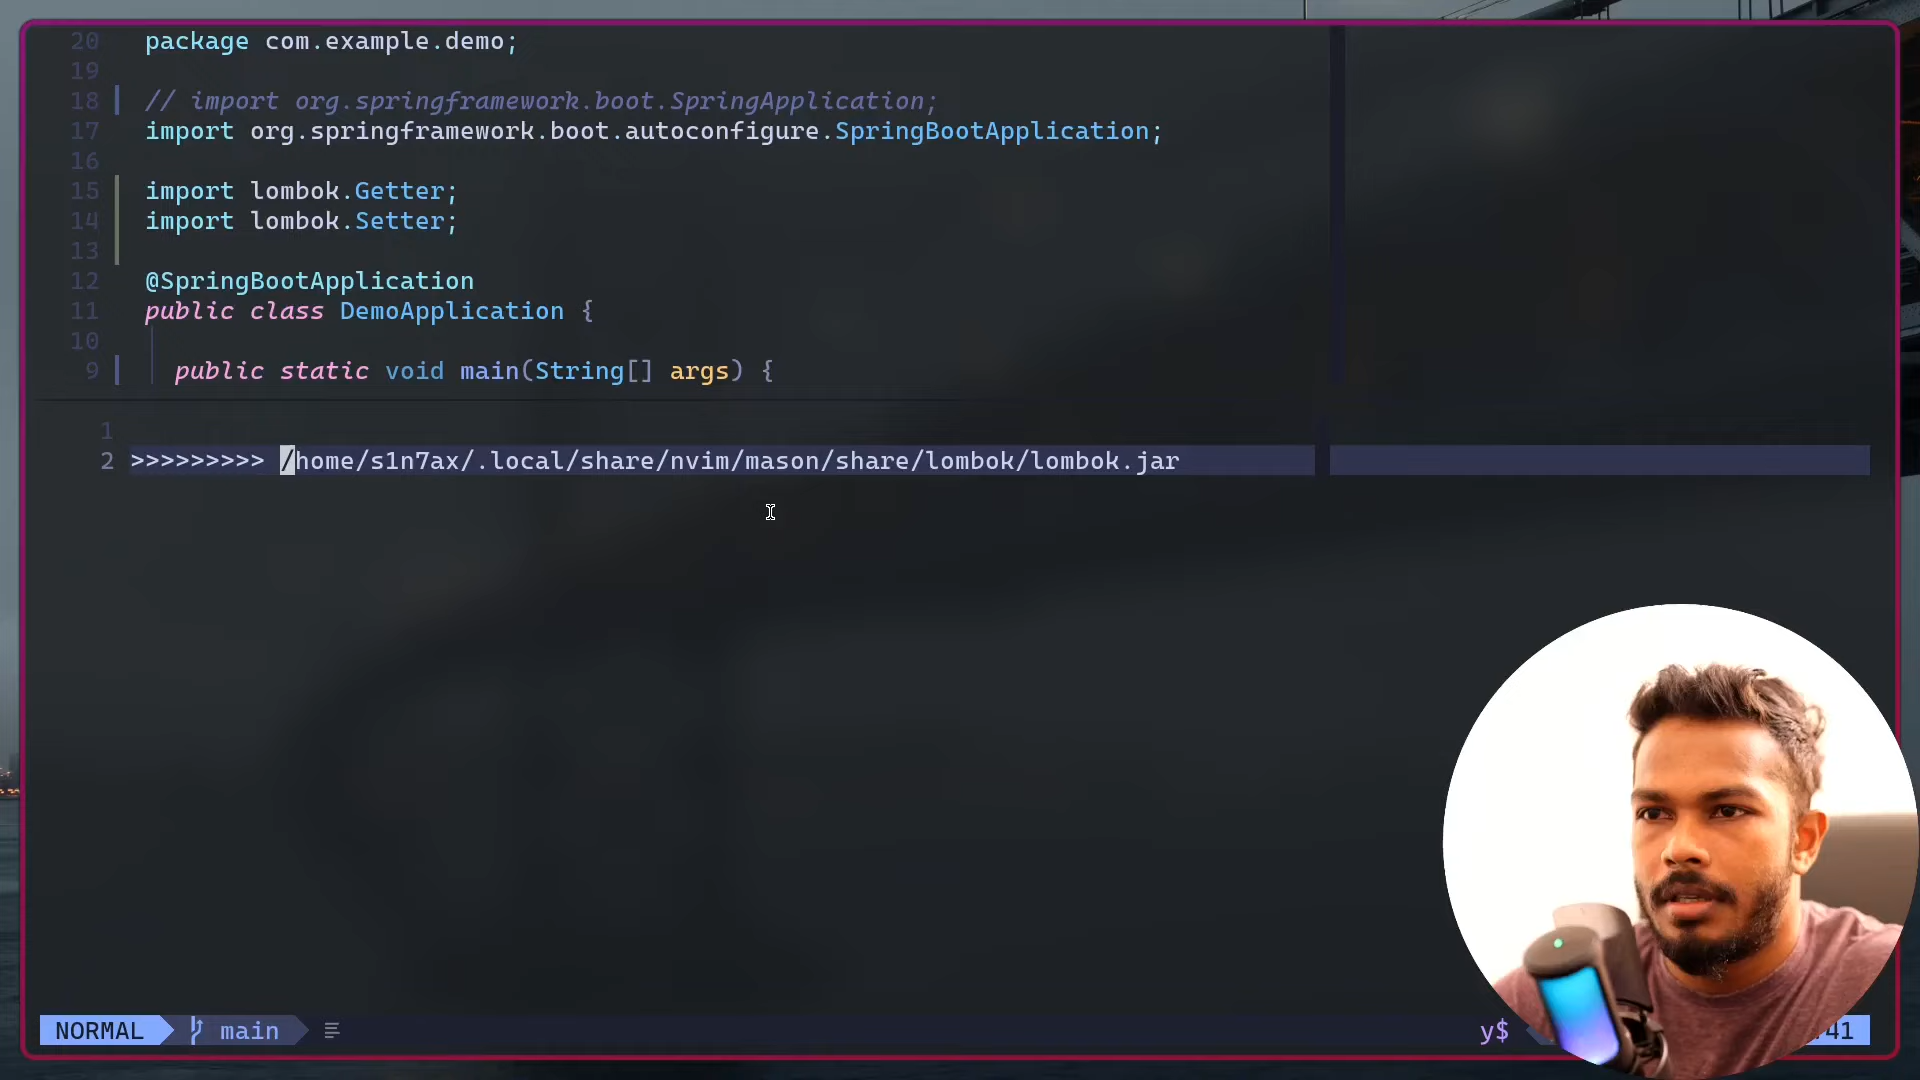 20 package com.example.demo;
19
18 // import org.springframework.boot.SpringApplication;
17 import org.springframework.boot.autoconfigure.SpringBootApplication;
16
15 import lombok.Getter;
14 import lombok.Setter;
13
12 @SpringBootApplication
11 public class DemoApplication {
10
9 public static void main(String[] args) {
1
2 >>>>>>>>> /home/s1n7ax/.local/share/nvim/mason/share/lombok/lombok.jar
NORMAL main y$ 41